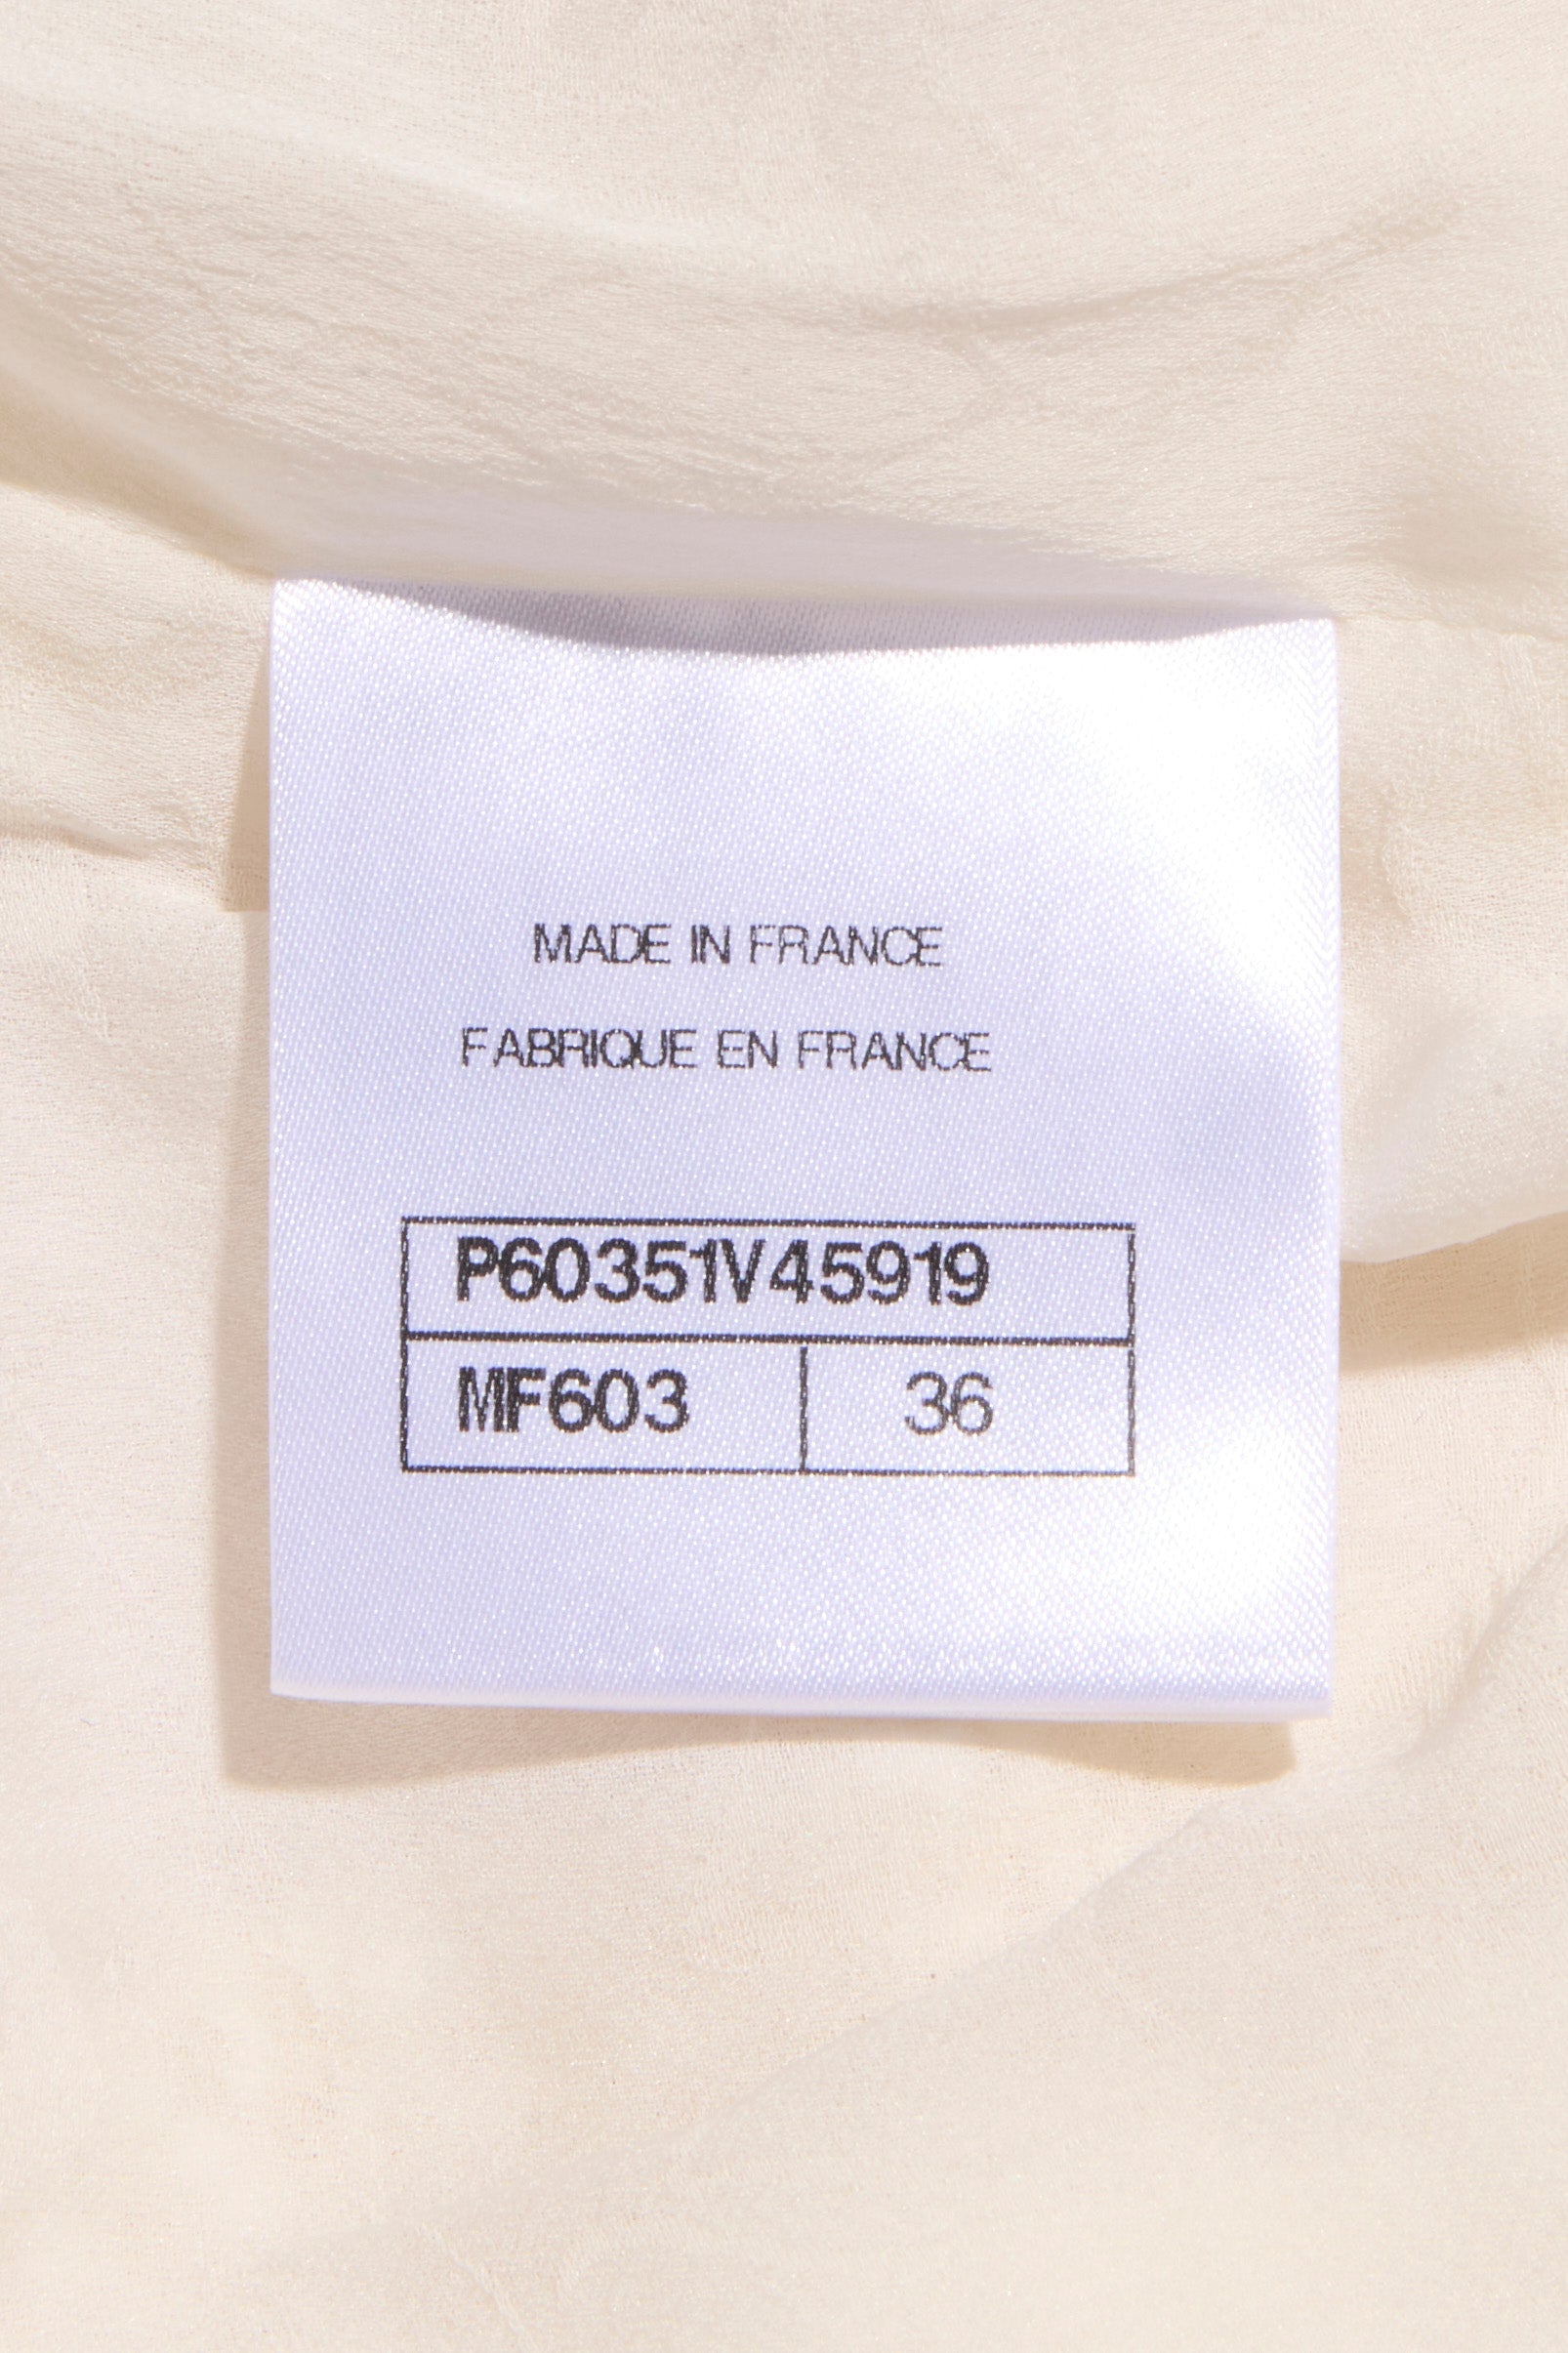 MADE IN FRANCE
FABRIQUE EN FRANCE
P60351V45919
MF603 36